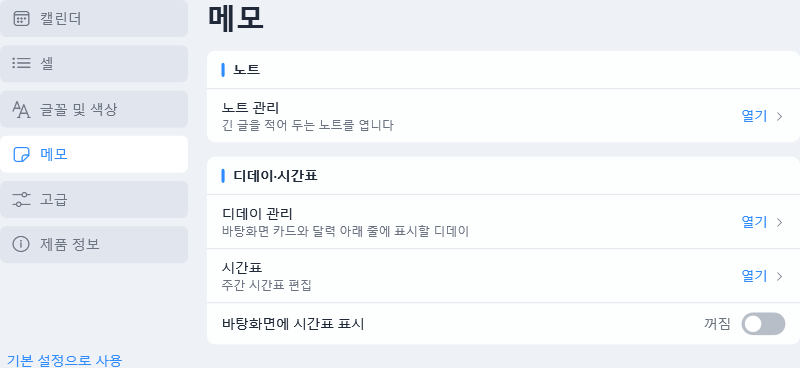 캘린더
셀
글꼴 및 색상
메모
고급
제품 정보
기본 설정으로 사용
메모
노트
노트 관리
긴 글을 적어 두는 노트를 엽니다
열기
디데이·시간표
디데이 관리
바탕화면 카드와 달력 아래 줄에 표시할 디데이
열기
시간표
주간 시간표 편집
열기
바탕화면에 시간표 표시
꺼짐